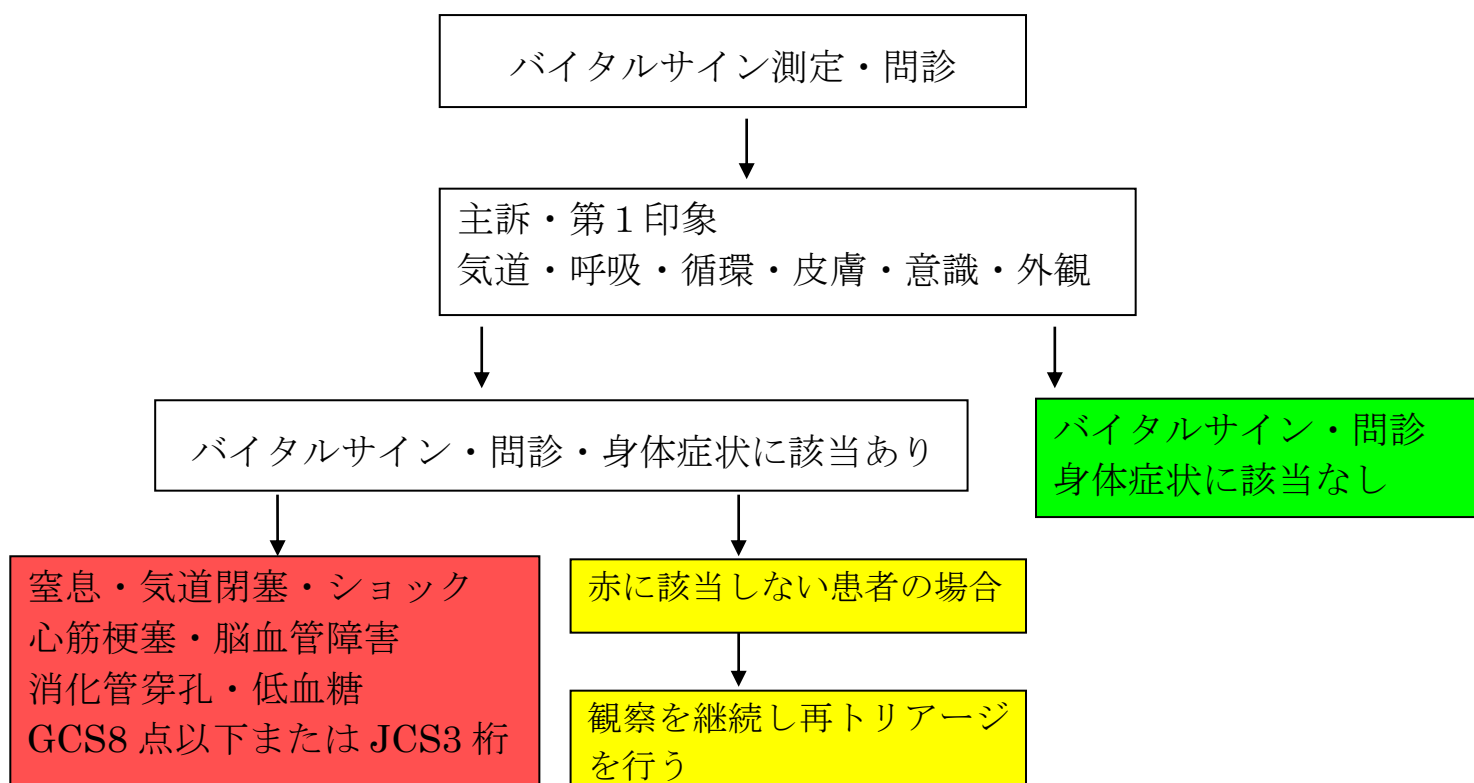 バイタルサイン測定・問診
主訴・第１印象
気道・呼吸・循環・皮膚・意識・外観
バイタルサイン・問診・身体症状に該当あり
バイタルサイン・問診
身体症状に該当なし
窒息・気道閉塞・ショック
心筋梗塞・脳血管障害
消化管穿孔・低血糖
GCS8 点以下または JCS3 桁
赤に該当しない患者の場合
観察を継続し再トリアージ
を行う